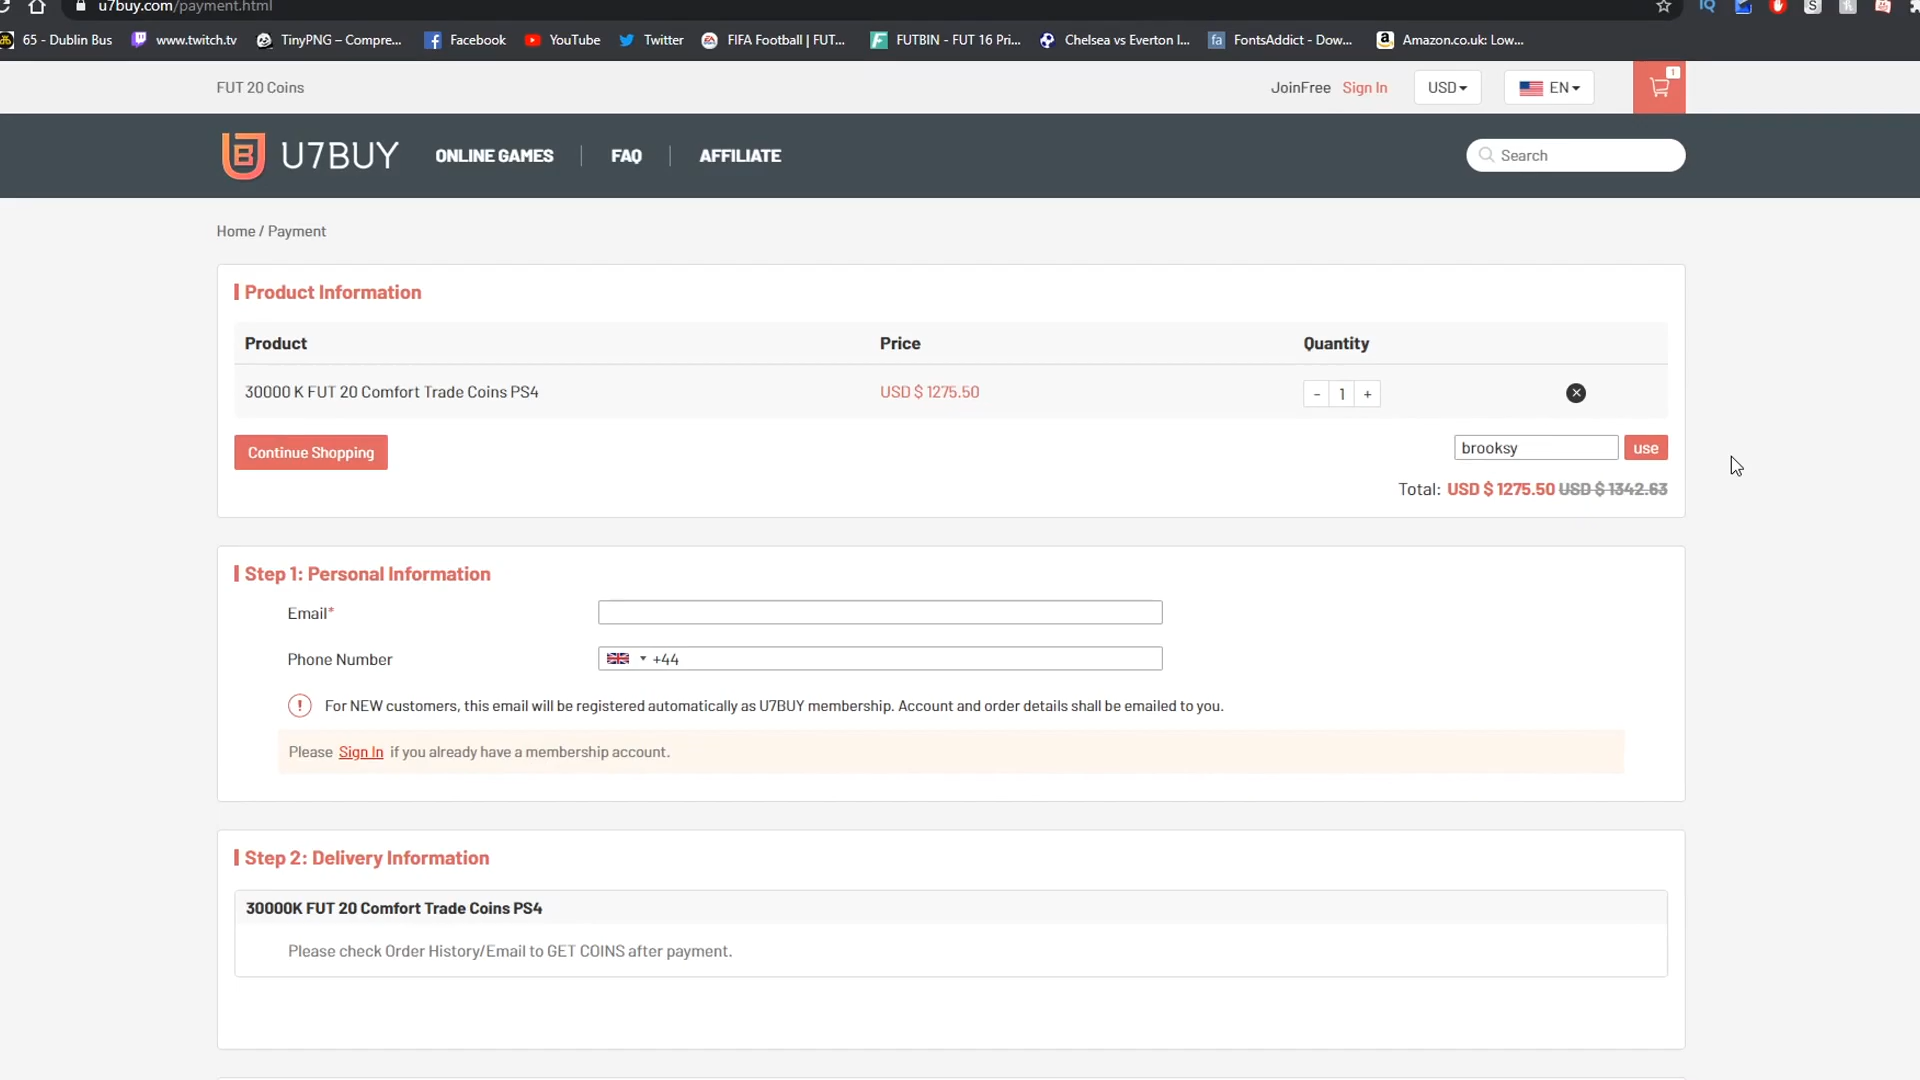 u7buy.com/payment.html
65 - Dublin Bus www.twitch.tv TinyPNG – Compre... Facebook YouTube Twitter FIFA Football | FUT... FUTBIN - FUT 16 Pri... Chelsea vs Everton l... fa FontsAddict - Dow... Amazon.co.uk: Low...
FUT 20 Coins JoinFree Sign In USD EN 1
U7BUY ONLINE GAMES FAQ AFFILIATE Search
Home / Payment
Product Information
Product Price Quantity
30000 K FUT 20 Comfort Trade Coins PS4 USD $ 1275.50 - 1 +
Continue Shopping brooksy use
Total: USD $ 1275.50 USD $ 1342.63
Step 1: Personal Information
Email*
Phone Number +44
! For NEW customers, this email will be registered automatically as U7BUY membership. Account and order details shall be emailed to you.
Please Sign In if you already have a membership account.
Step 2: Delivery Information
30000K FUT 20 Comfort Trade Coins PS4
Please check Order History/Email to GET COINS after payment.